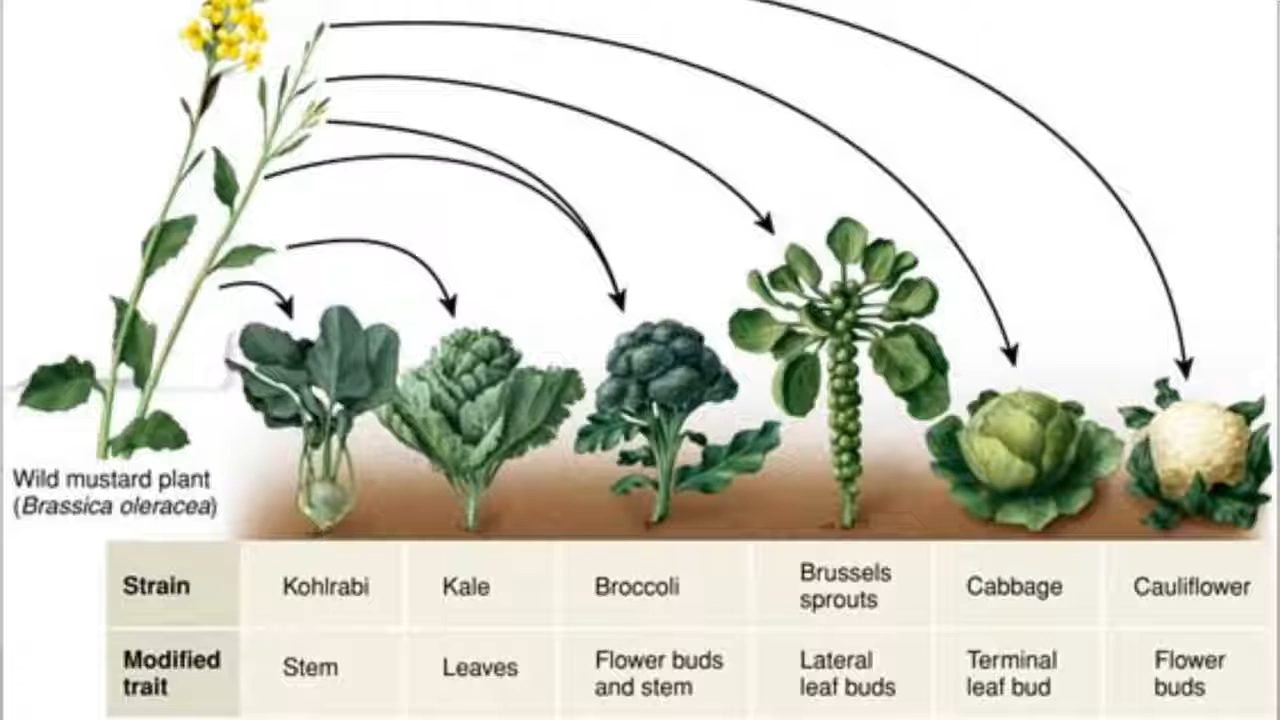 Wild mustard plant
(Brassica oleracea)
Strain Kohlrabi Kale Broccoli Brussels sprouts Cabbage Cauliflower
Modified trait Stem Leaves Flower buds and stem Lateral leaf buds Terminal leaf bud Flower buds